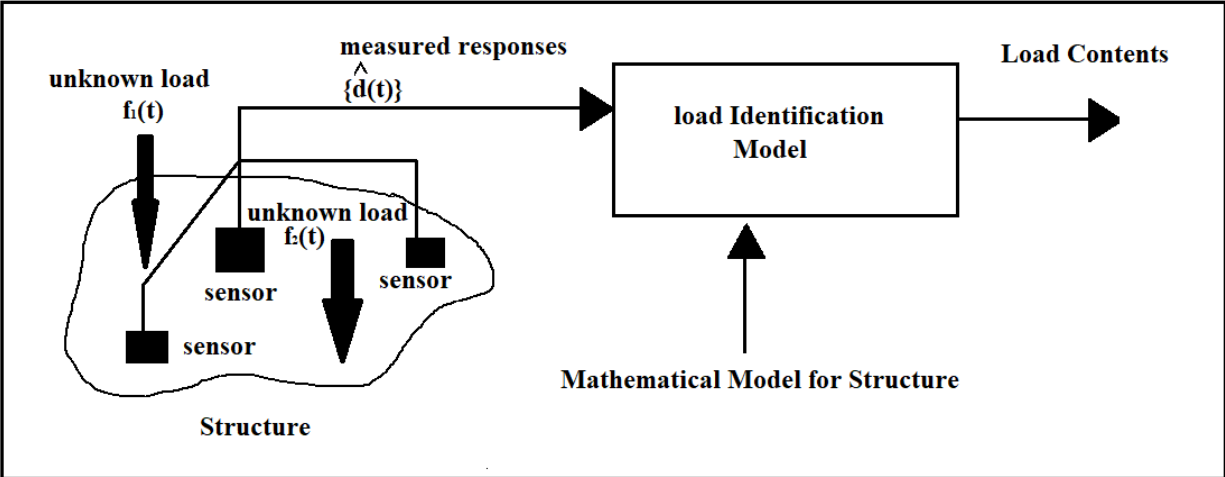 measured responses
{d̂(t)}
Load Contents
unknown load
f₁(t)
load Identification
Model
unknown load
f₂(t)
sensor
sensor
sensor
Mathematical Model for Structure
Structure